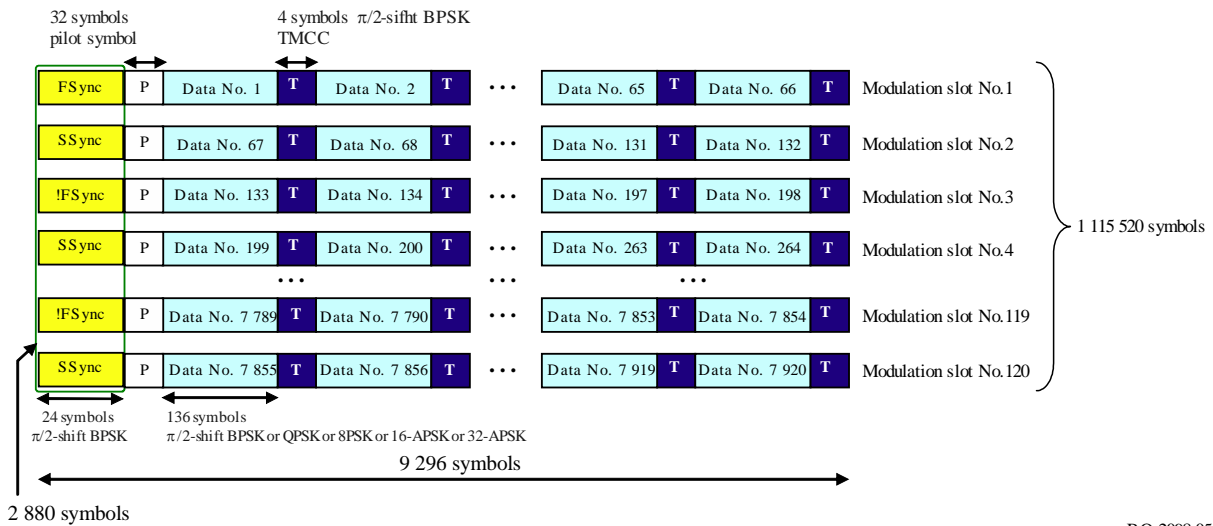 32 symbols
pilot symbol
4 symbols π/2-sifht BPSK
TMCC
FSync P Data No. 1 T Data No. 2 T ... Data No. 65 T Data No. 66 T Modulation slot No.1
SSync P Data No. 67 T Data No. 68 T ... Data No. 131 T Data No. 132 T Modulation slot No.2
!FSync P Data No. 133 T Data No. 134 T ... Data No. 197 T Data No. 198 T Modulation slot No.3
SSync P Data No. 199 T Data No. 200 T ... Data No. 263 T Data No. 264 T Modulation slot No.4
... ... ...
!FSync P Data No. 7 789 T Data No. 7 790 T ... Data No. 7 853 T Data No. 7 854 T Modulation slot No.119
SSync P Data No. 7 855 T Data No. 7 856 T ... Data No. 7 919 T Data No. 7 920 T Modulation slot No.120
1 115 520 symbols
24 symbols
π/2-shift BPSK
136 symbols
π/2-shift BPSK or QPSK or 8PSK or 16-APSK or 32-APSK
9 296 symbols
2 880 symbols